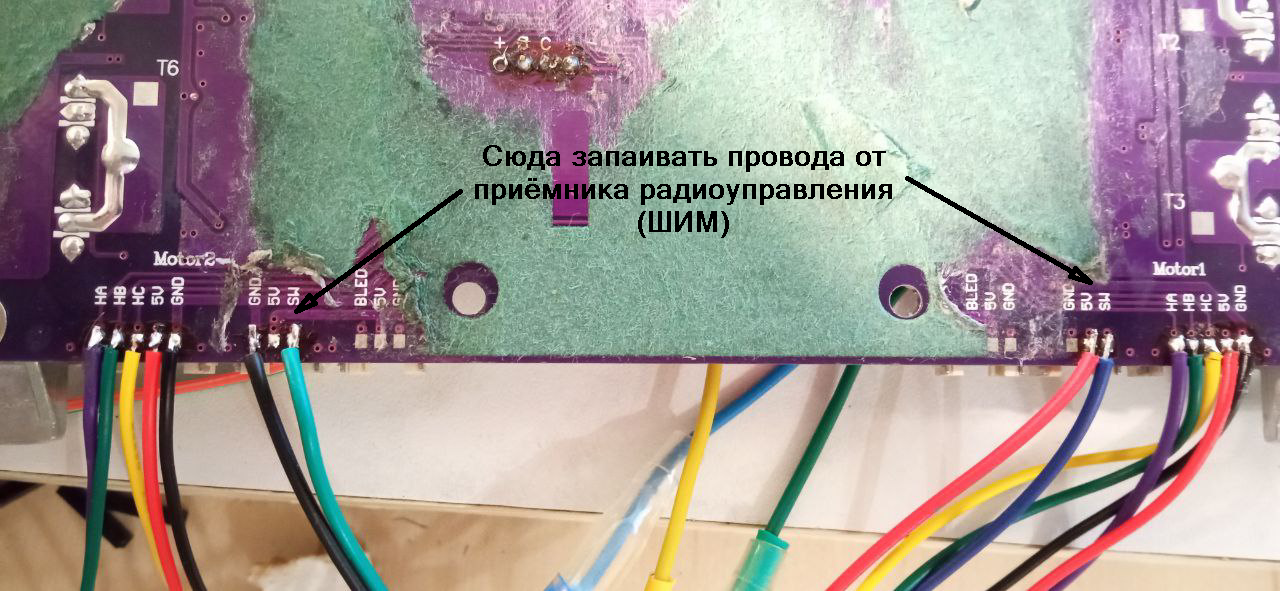 + S C
T6
T2
Сюда запаивать провода от
приёмника радиоуправления
(ШИМ)
T3
Motor2
Motor1
HA
HB
HC
5V
GND
GND
5V
SW
BLED
5V
GND
BLED
5V
GND
GND
5V
SW
HA
HB
HC
5V
GND